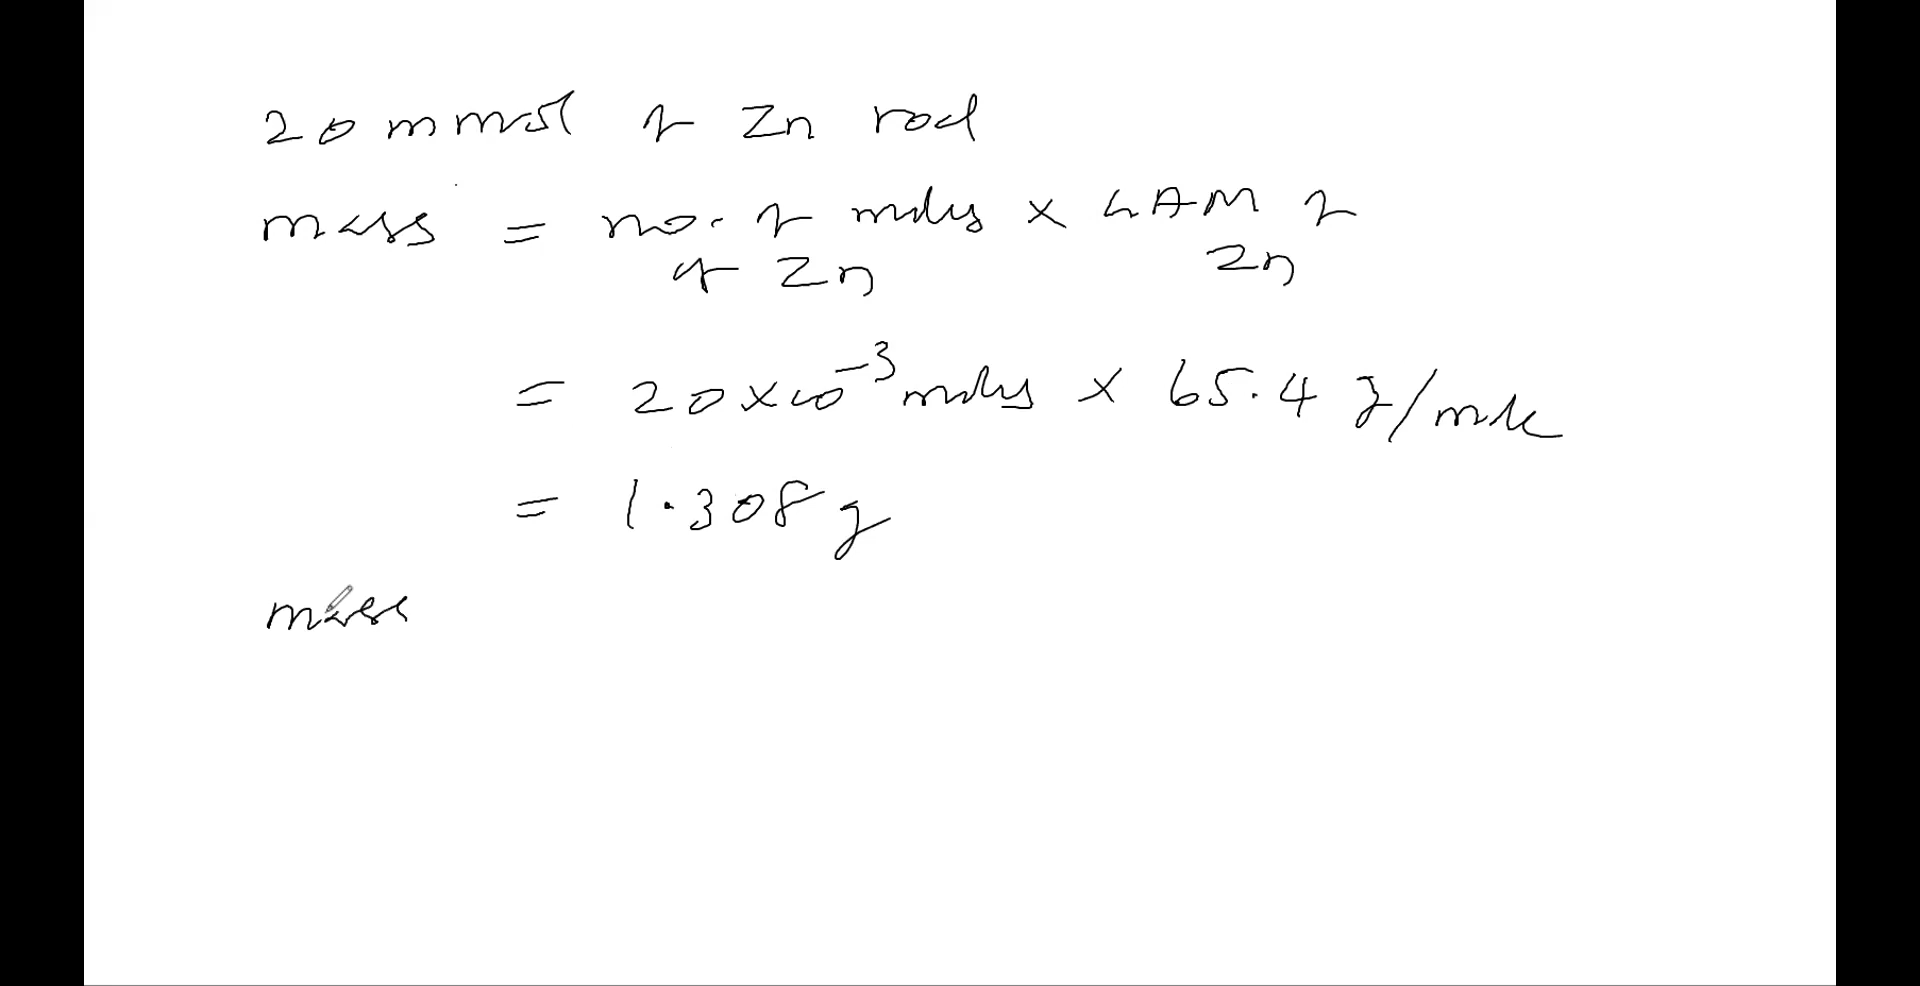 20 mmol of Zn rod
mass = no. of moles × GAM of
of Zn Zn
= 20×10⁻³ moles × 65.4 g/mole
= 1.308 g
mass